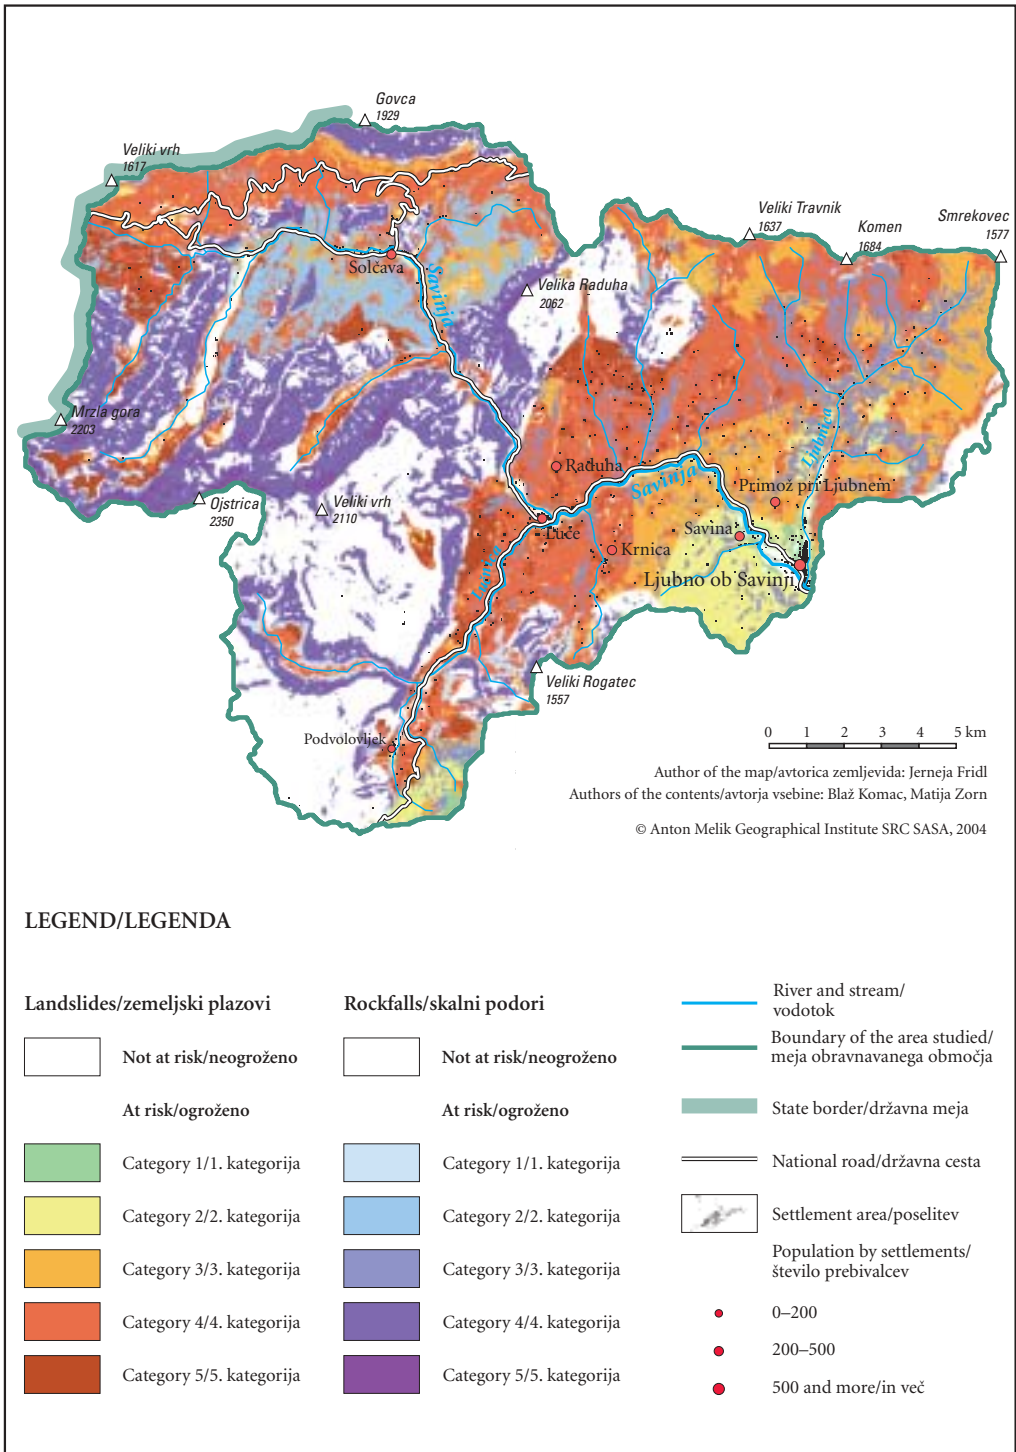 Govca
1929
Veliki vrh
1617
Veliki Travnik
1637
Komen
1684
Smrekovec
1577
Solčava
Savinja
Velika Raduha
2062
Mrzla gora
2203
Ljubnica
Raduha
Savinja
Primož pri Ljubnem
Ojstrica
2350
Veliki vrh
2110
Luče
Savina
Krnica
Lučnica
Ljubno ob Savinji
Veliki Rogatec
1557
Podvolovljek
0 1 2 3 4 5 km
Author of the map/avtorica zemljevida: Jerneja Fridl
Authors of the contents/avtorja vsebine: Blaž Komac, Matija Zorn
© Anton Melik Geographical Institute SRC SASA, 2004
LEGEND/LEGENDA
Landslides/zemeljski plazovi
Not at risk/neogroženo
At risk/ogroženo
Category 1/1. kategorija
Category 2/2. kategorija
Category 3/3. kategorija
Category 4/4. kategorija
Category 5/5. kategorija
Rockfalls/skalni podori
Not at risk/neogroženo
At risk/ogroženo
Category 1/1. kategorija
Category 2/2. kategorija
Category 3/3. kategorija
Category 4/4. kategorija
Category 5/5. kategorija
River and stream/
vodotok
Boundary of the area studied/
meja obravnavanega območja
State border/državna meja
National road/državna cesta
Settlement area/poselitev
Population by settlements/
število prebivalcev
0–200
200–500
500 and more/in več